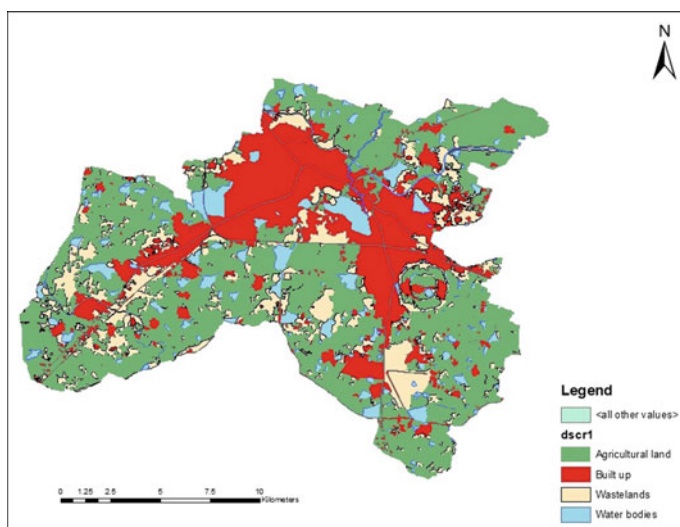 N
Legend
<all other values>
dscr1
Agricultural land
Built up
Wastelands
Water bodies
0 1.25 2.5 5 7.5 10
Kilometers